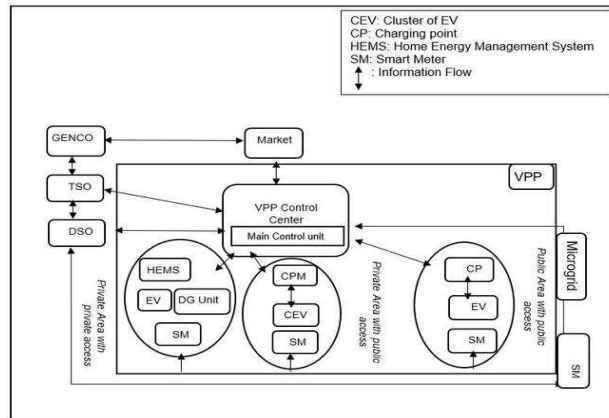 CEV: Cluster of EV
CP: Charging point
HEMS: Home Energy Management System
SM: Smart Meter
: Information Flow
GENCO
Market
TSO
VPP
VPP Control
Center
Main Control unit
DSO
HEMS
EV
DG Unit
SM
CPM
CEV
SM
CP
EV
SM
Private Area with
private access
Private Area with public
access
Public Area with public
access
Microgrid
SM